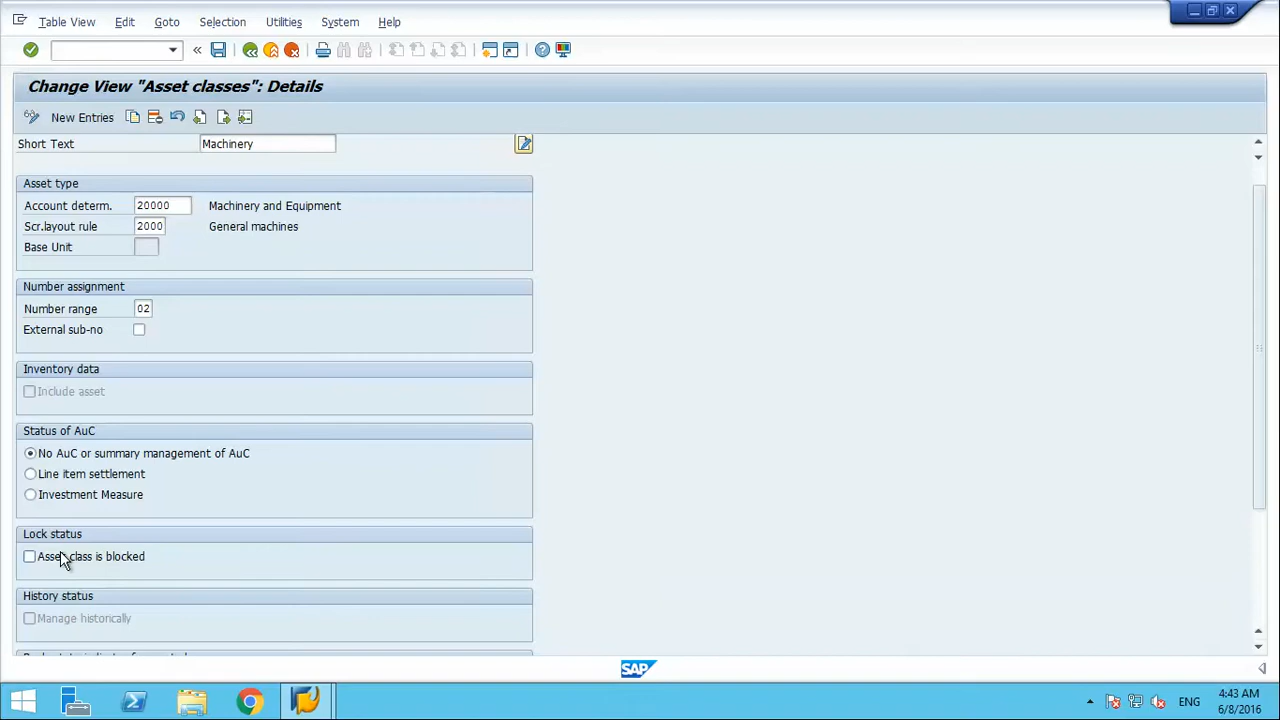 Table View Edit Goto Selection Utilities System Help
Change View "Asset classes": Details
New Entries
Short Text Machinery
Asset type
Account determ. 20000 Machinery and Equipment
Scr.layout rule 2000 General machines
Base Unit
Number assignment
Number range 02
External sub-no
Inventory data
Include asset
Status of AuC
No AuC or summary management of AuC
Line item settlement
Investment Measure
Lock status
Asset class is blocked
History status
Manage historically
SAP
ENG
4:43 AM
6/8/2016